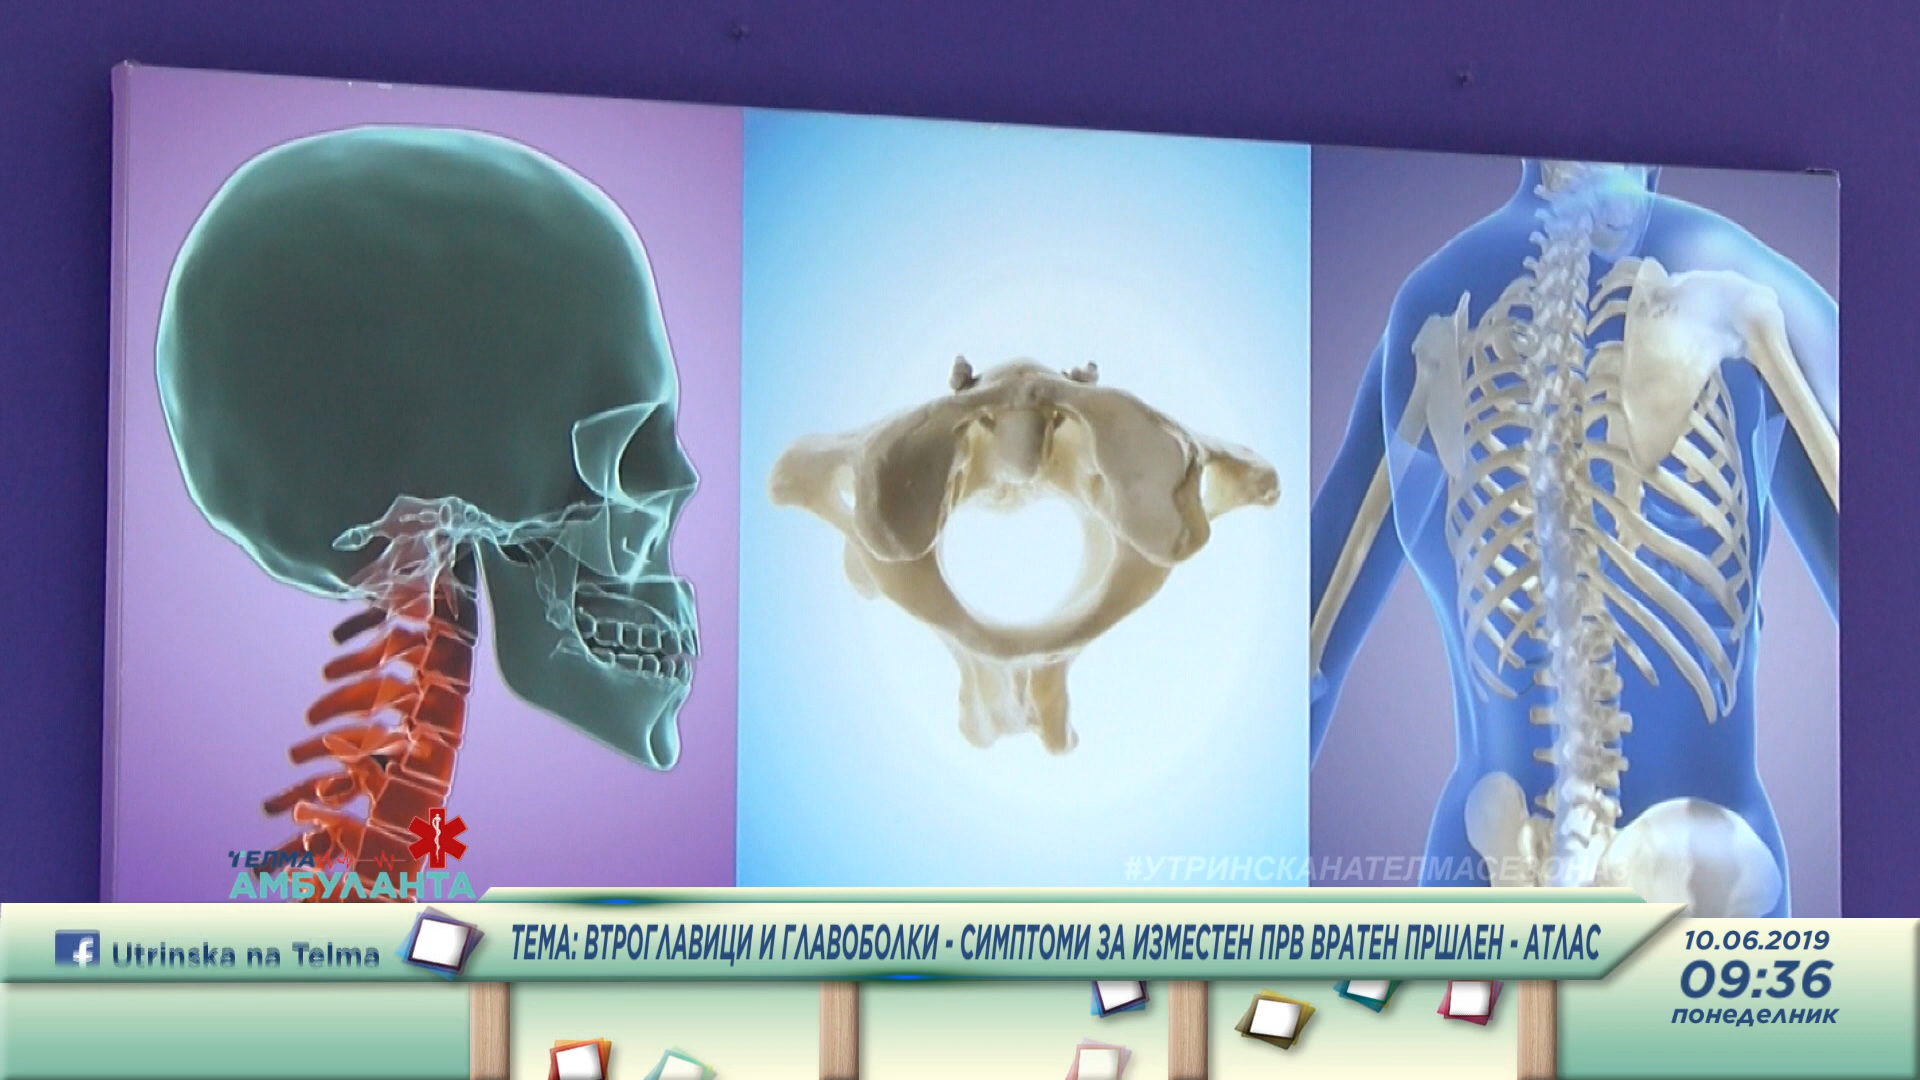 #УТРИНСКАНАТЕЛМАСЕЗОНА3
ТЕЛМА
АМБУЛАНТА
Utrinska na Telma
ТЕМА: ВТРОГЛАВИЦИ И ГЛАВОБОЛКИ - СИМПТОМИ ЗА ИЗМЕСТЕН ПРВ ВРАТЕН ПРШЛЕН - АТЛАС
10.06.2019
09:36
понеделник